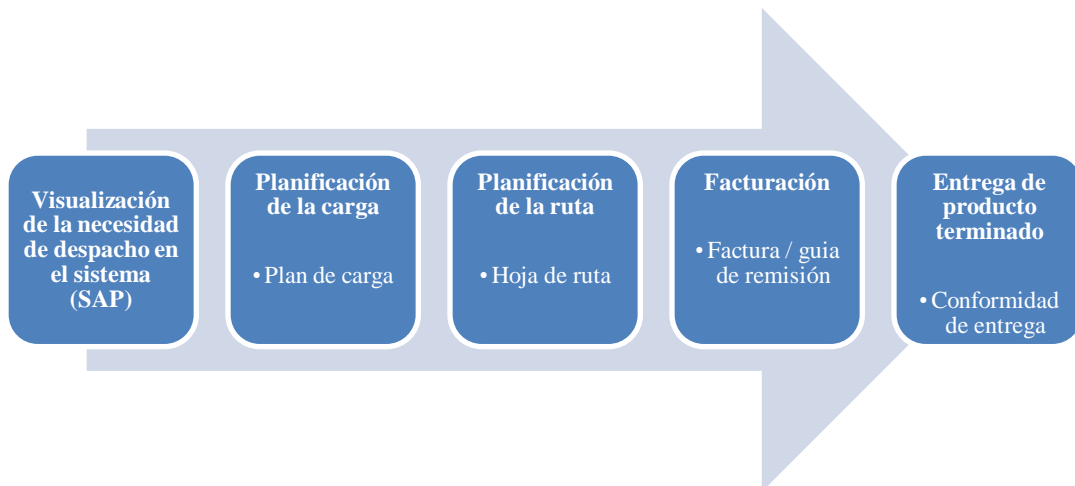 Visualización
de la necesidad
de despacho en
el sistema
(SAP)
Planificación
de la carga
• Plan de carga
Planificación
de la ruta
• Hoja de ruta
Facturación
• Factura / guia
de remisión
Entrega de
producto
terminado
• Conformidad
de entrega